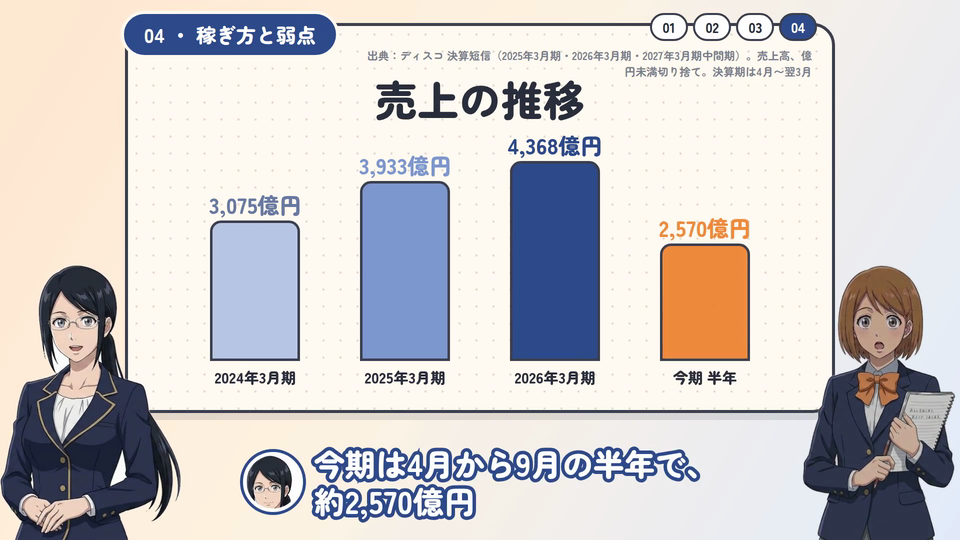 04 ・ 稼ぎ方と弱点
01 02 03 04
出典：ディスコ 決算短信（2025年3月期・2026年3月期・2027年3月期中間期）。売上高、億
円未満切り捨て。決算期は4月〜翌3月
売上の推移
3,075億円
3,933億円
4,368億円
2,570億円
2024年3月期
2025年3月期
2026年3月期
今期 半年
今期は4月から9月の半年で、
約2,570億円